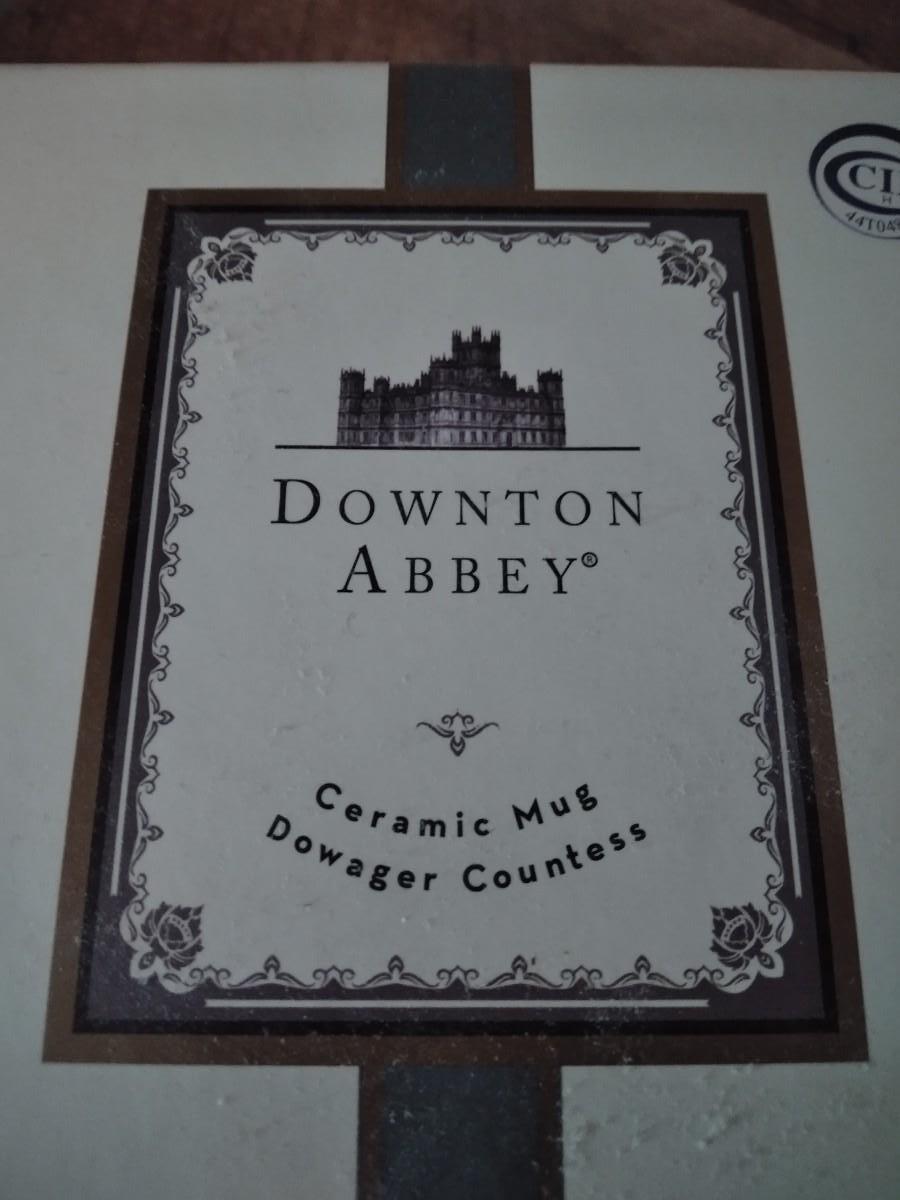 DOWNTON
ABBEY®
Ceramic Mug
Dowager Countess